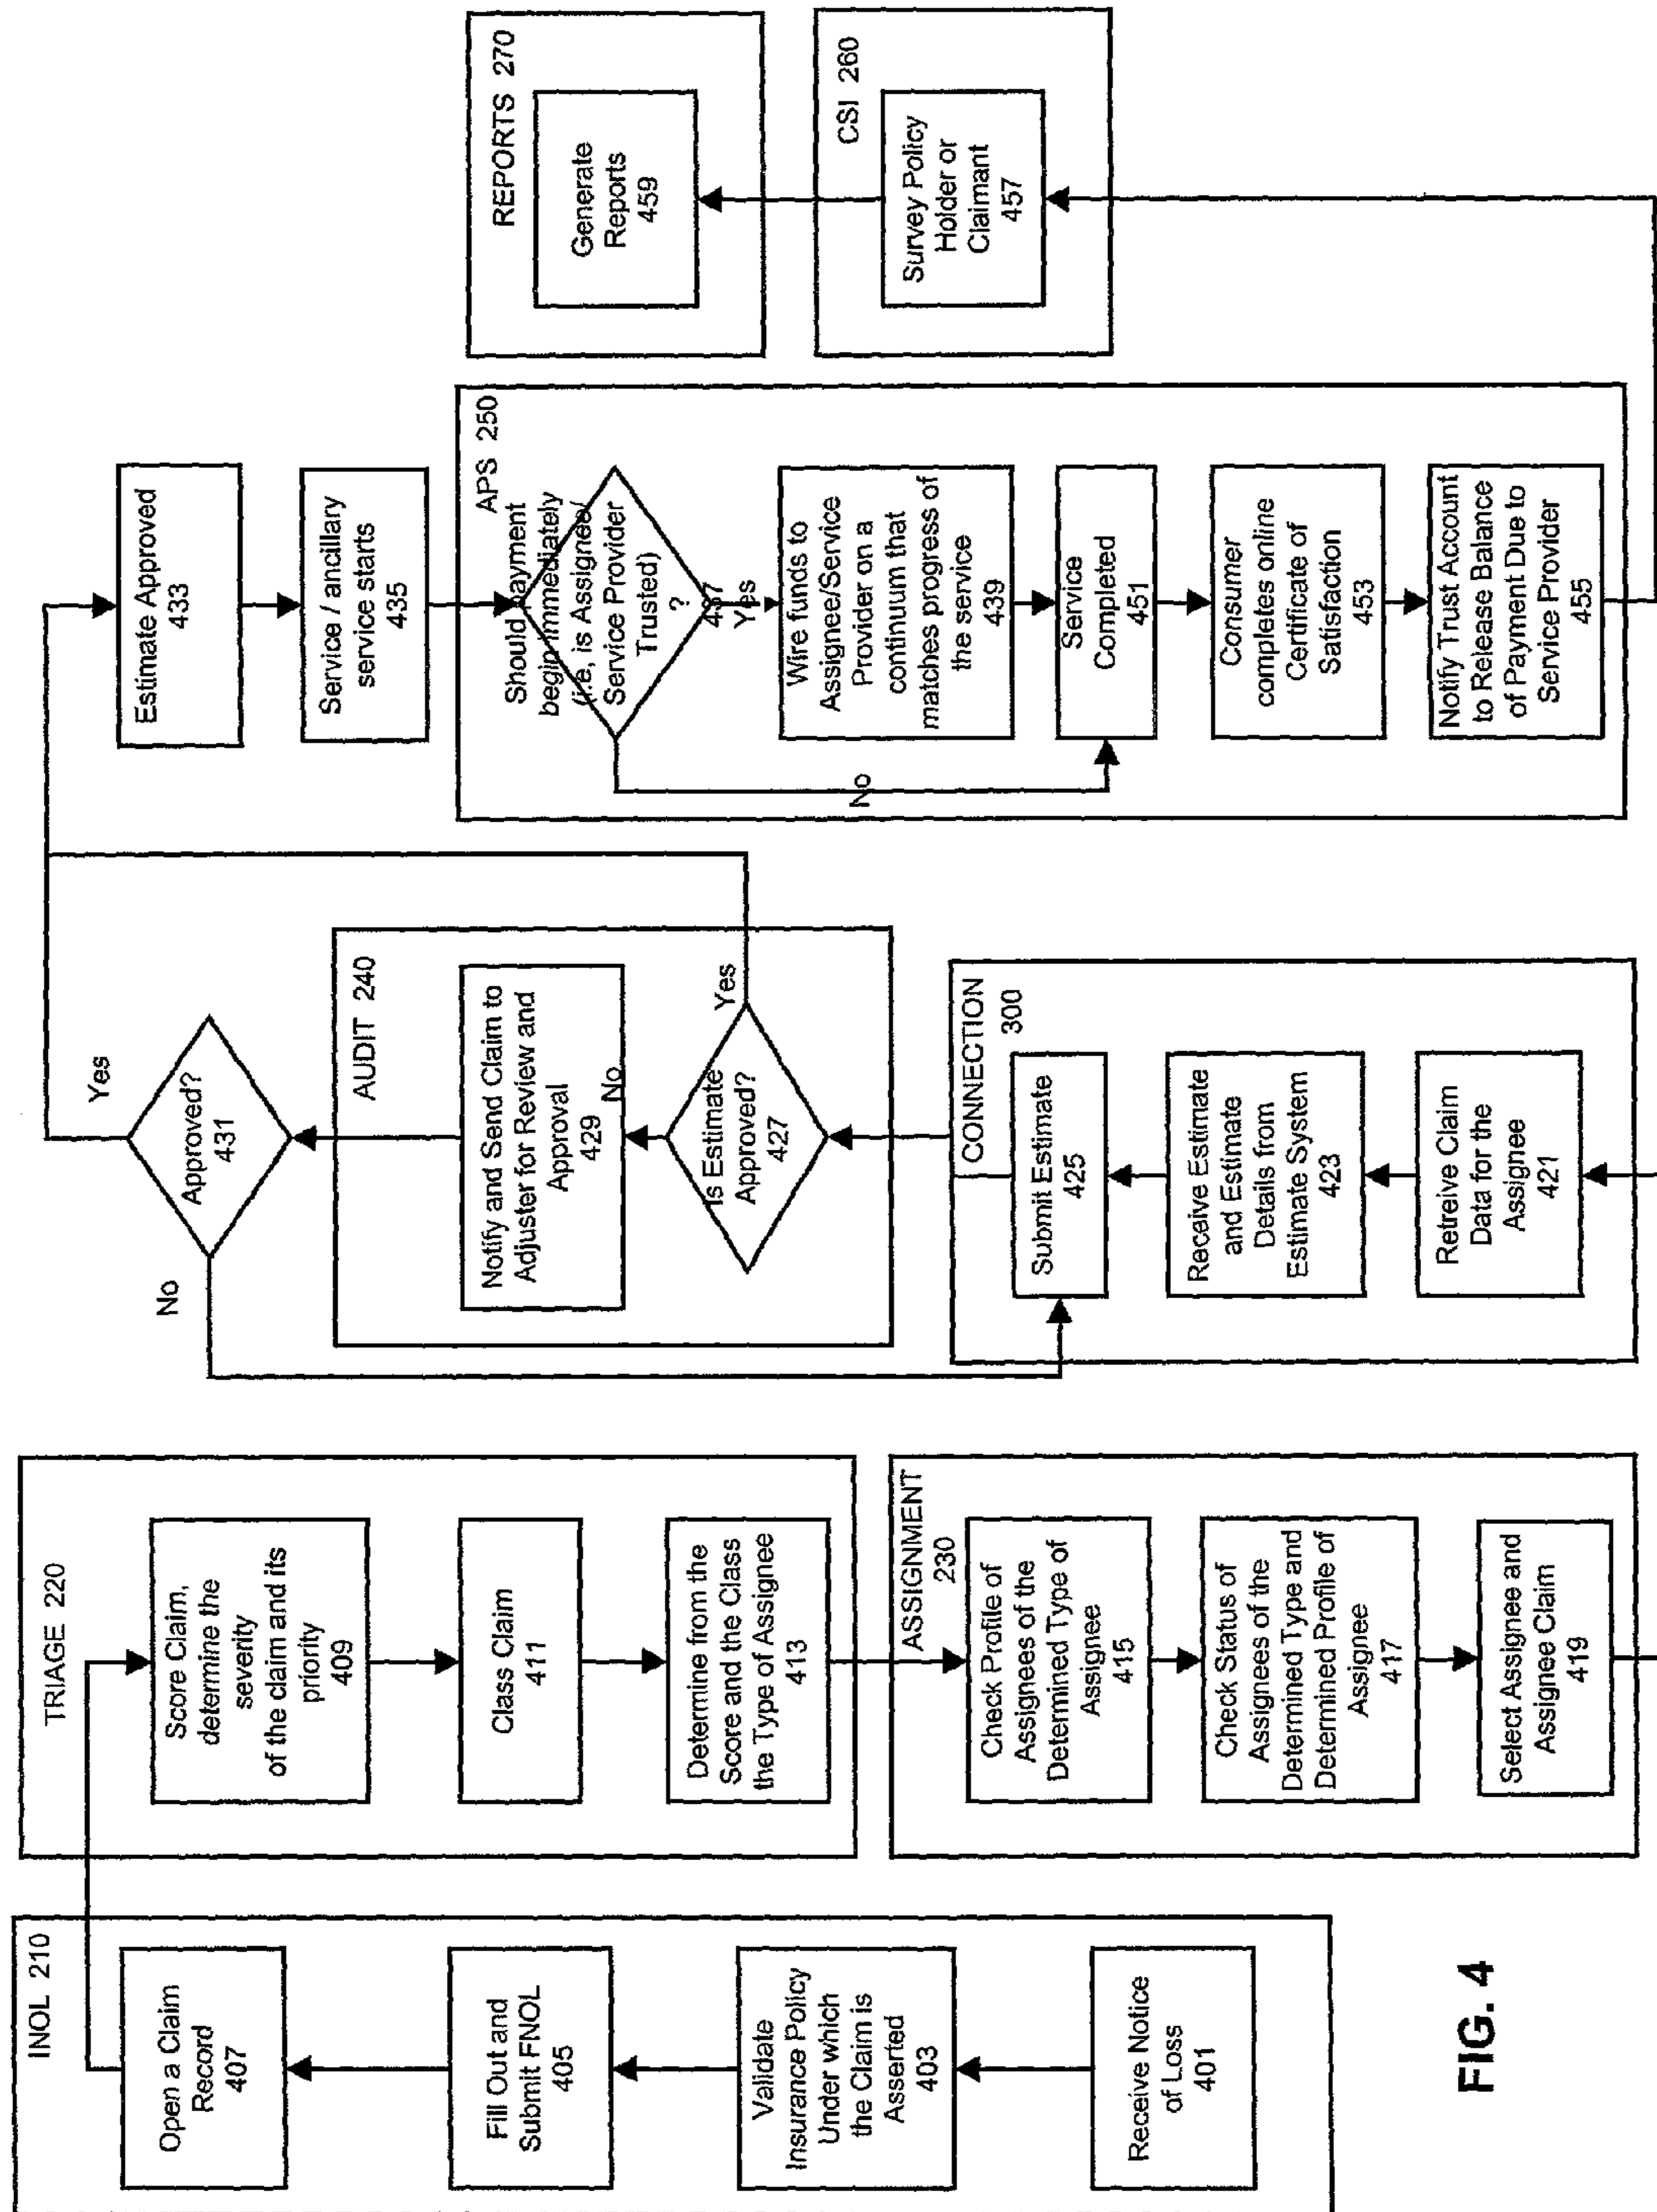 INOL 210
Open a Claim
Record
407
Fill Out and
Submit FNOL
405
Validate
Insurance Policy
Under which
the Claim is
Asserted
403
Receive Notice
of Loss
401
TRIAGE 220
Score Claim,
determine the
severity
of the claim and its
priority
409
Class Claim
411
Determine from the
Score and the Class
the Type of Assignee
413
ASSIGNMENT
230
Check Profile of
Assignees of the
Determined Type of
Assignee
415
Check Status of
Assignees of the
Determined Type and
Determined Profile of
Assignee
417
Select Assignee and
Assignee Claim
419
No
Yes
Approved?
431
AUDIT 240
Notify and Send Claim to
Adjuster for Review and
Approval
429
No
Is Estimate
Approved?
427
Yes
CONNECTION
300
Submit Estimate
425
Receive Estimate
and Estimate
Details from
Estimate System
423
Retreive Claim
Data for the
Assignee
421
Estimate Approved
433
Service / ancillary
service starts
435
APS 250
Should payment
begin immediately
(i.e, is Assignee/
Service Provider
Trusted)
?
437
Yes
No
Wire funds to
Assignee/Service
Provider on a
continuum that
matches progress of
the service
439
Service
Completed
451
Consumer
completes online
Certificate of
Satisfaction
453
Notify Trust Account
to Release Balance
of Payment Due to
Service Provider
455
REPORTS 270
Generate
Reports
459
CSI 260
Survey Policy
Holder or
Claimant
457
FIG. 4